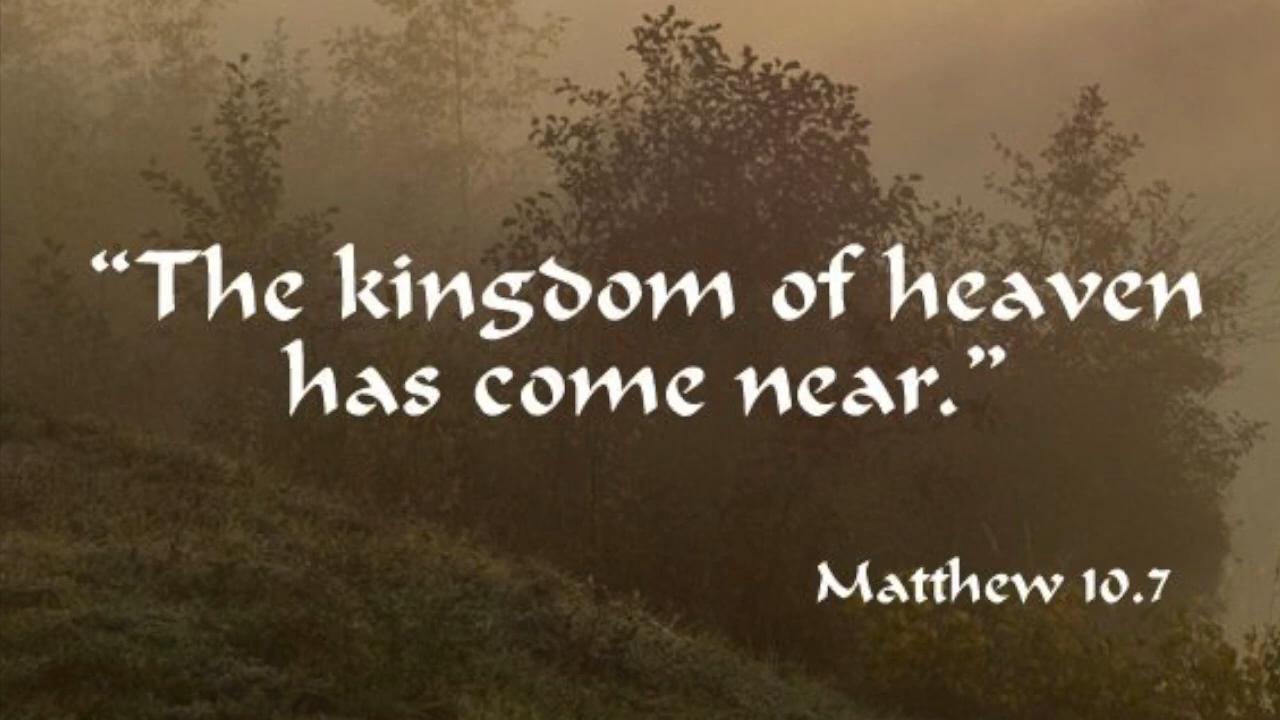 “The kingdom of heaven
has come near.”
Matthew 10.7